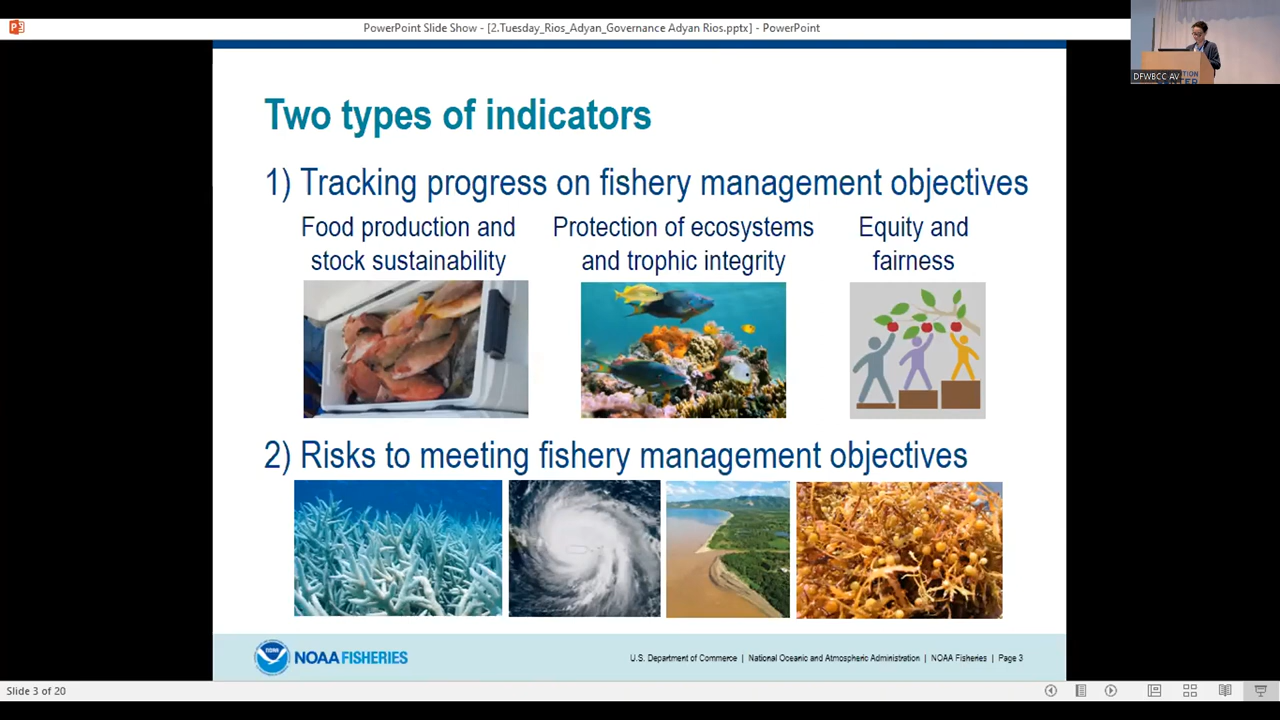 PowerPoint Slide Show - [2.Tuesday_Rios_Adyan_Governance Adyan Rios.pptx] - PowerPoint
DFWBCC AV
Two types of indicators
1) Tracking progress on fishery management objectives
Food production and
stock sustainability
Protection of ecosystems
and trophic integrity
Equity and
fairness
2) Risks to meeting fishery management objectives
NOAA FISHERIES
U.S. Department of Commerce | National Oceanic and Atmospheric Administration | NOAA Fisheries | Page 3
Slide 3 of 20